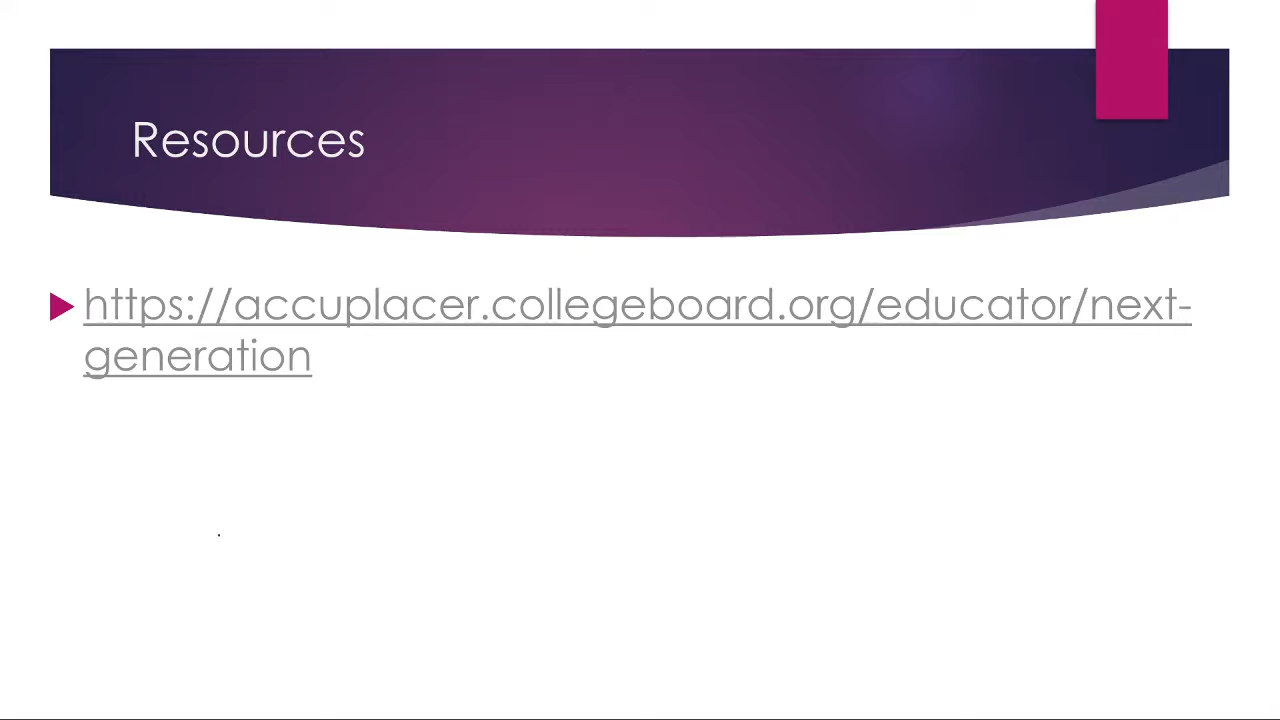 Resources
https://accuplacer.collegeboard.org/educator/next-
generation
.